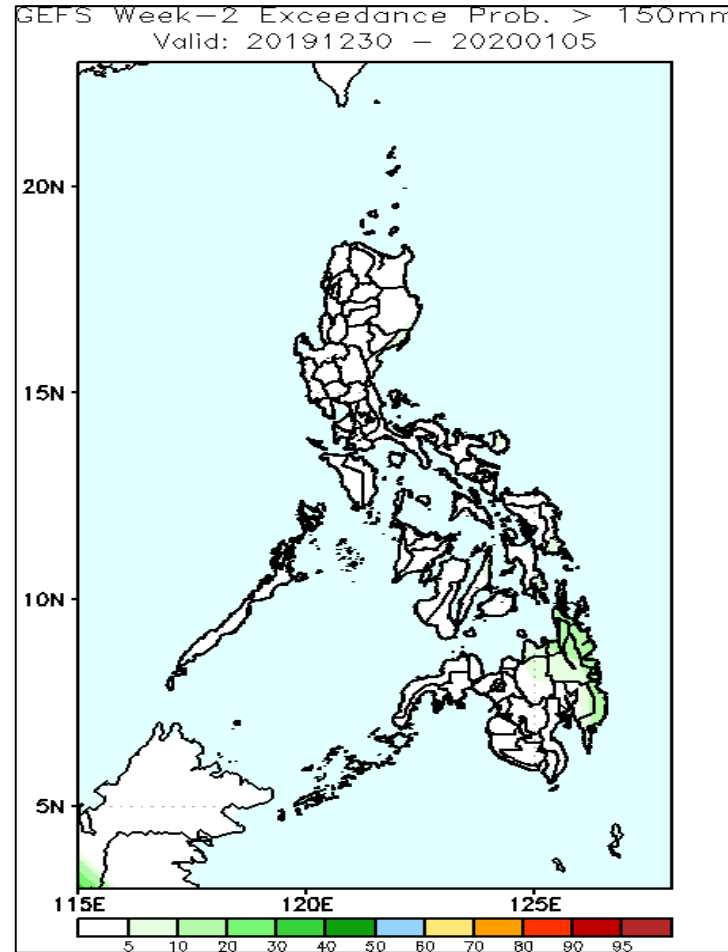 GEFS Week-2 Exceedance Prob. > 150mm
Valid: 20191230 - 20200105
20N
15N
10N
5N
115E 120E 125E
5 10 20 30 40 50 60 70 80 90 95